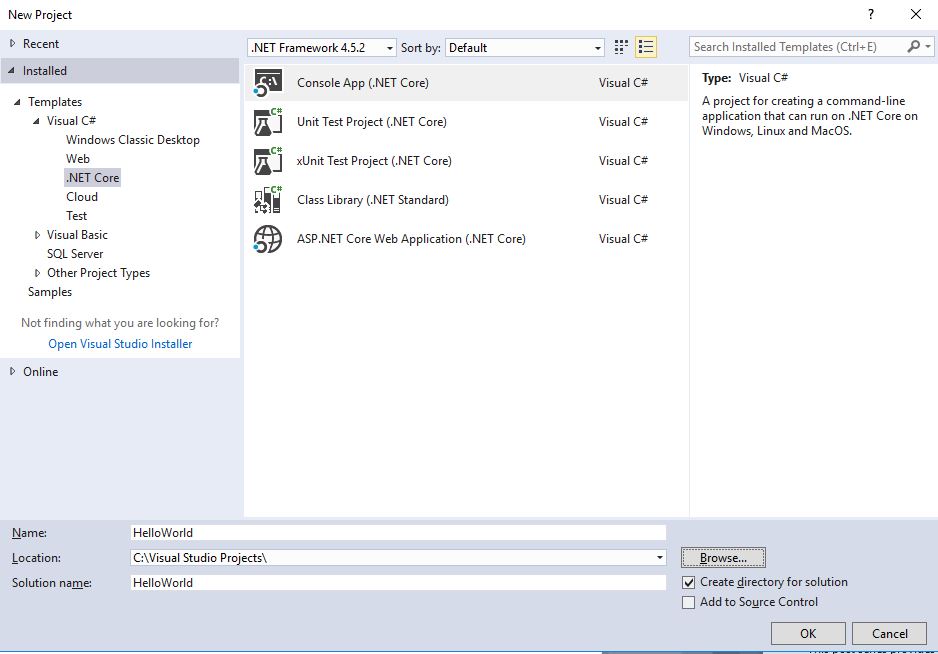 New Project
?
Recent
.NET Framework 4.5.2
Sort by:
Default
Search Installed Templates (Ctrl+E)
Installed
Templates
Visual C#
Windows Classic Desktop
Web
.NET Core
Cloud
Test
Visual Basic
SQL Server
Other Project Types
Samples
Not finding what you are looking for?
Open Visual Studio Installer
Online
C:\
Console App (.NET Core)
Visual C#
C#
Unit Test Project (.NET Core)
Visual C#
C#
xUnit Test Project (.NET Core)
Visual C#
C#
Class Library (.NET Standard)
Visual C#
ASP.NET Core Web Application (.NET Core)
Visual C#
Type: Visual C#
A project for creating a command-line
application that can run on .NET Core on
Windows, Linux and MacOS.
Name:
HelloWorld
Location:
C:\Visual Studio Projects\
Browse...
Solution name:
HelloWorld
Create directory for solution
Add to Source Control
OK
Cancel